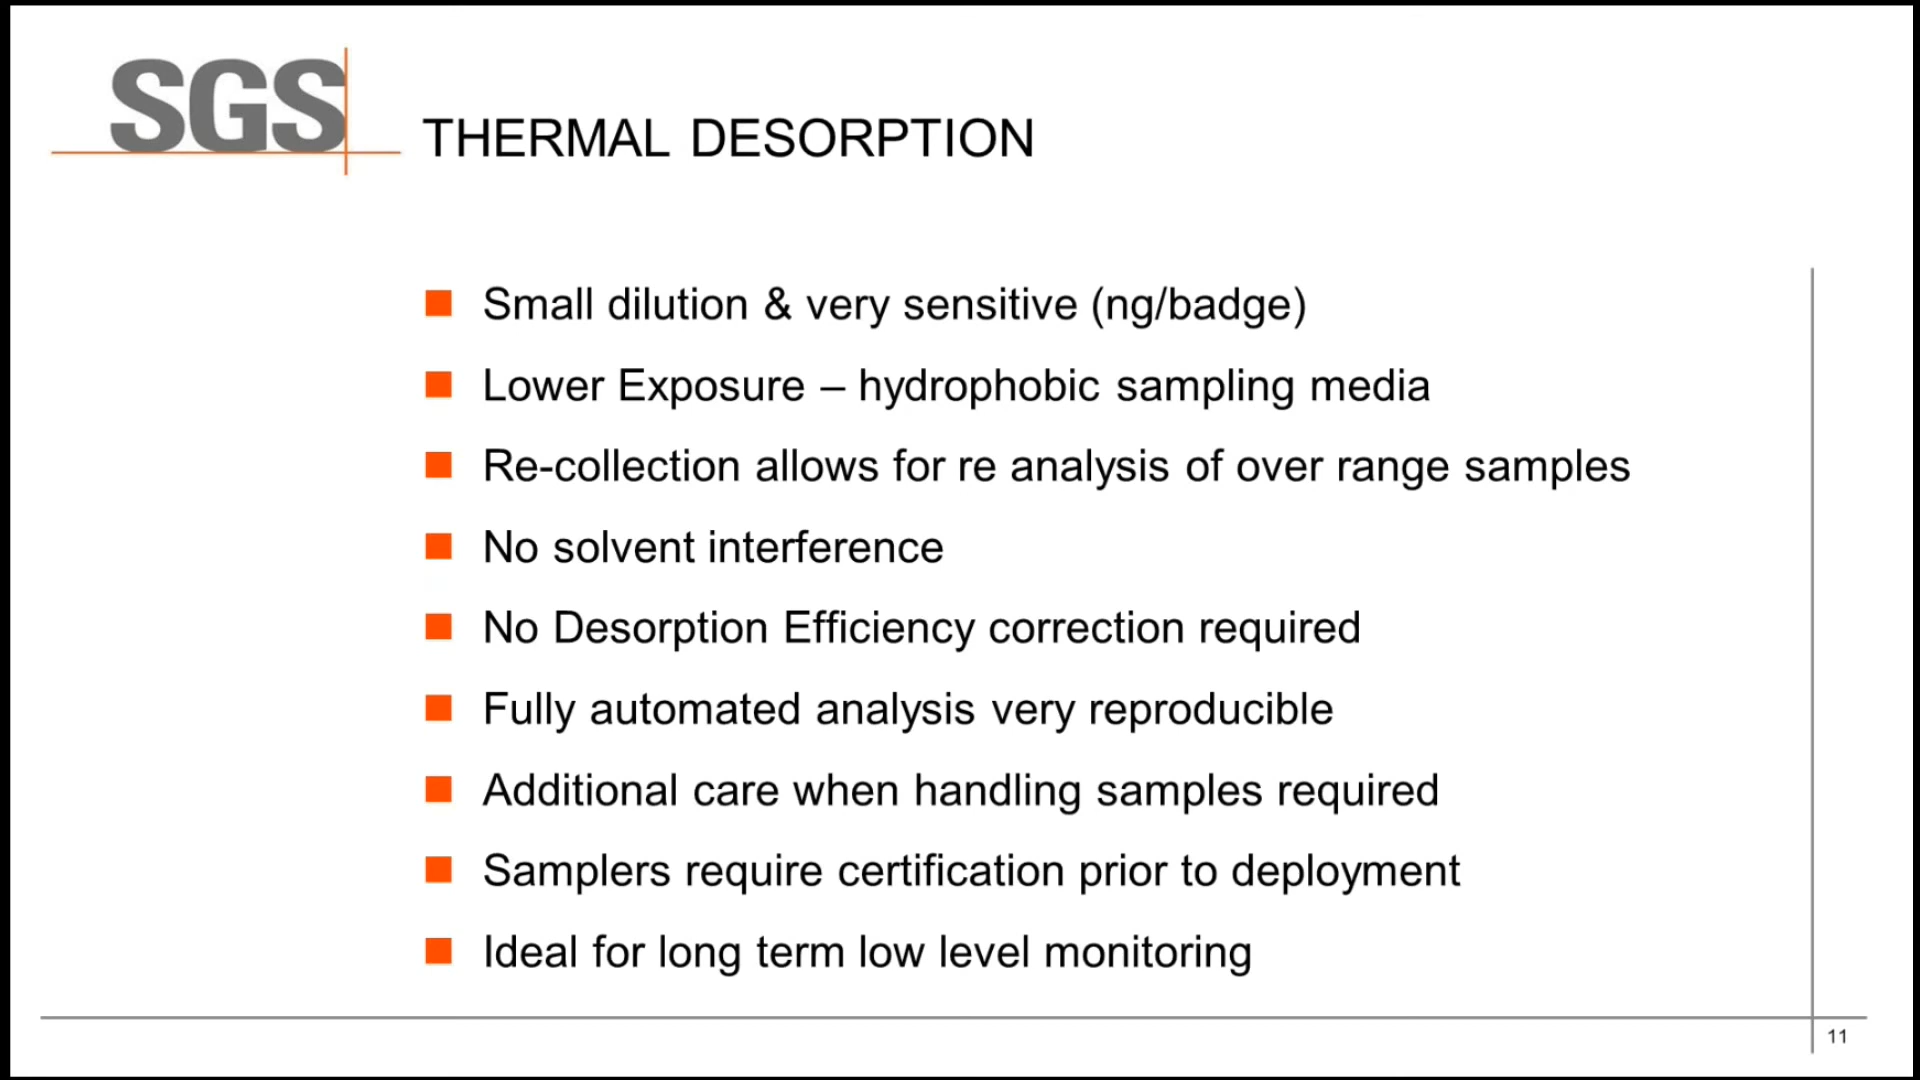 SGS
THERMAL DESORPTION
Small dilution & very sensitive (ng/badge)
Lower Exposure – hydrophobic sampling media
Re-collection allows for re analysis of over range samples
No solvent interference
No Desorption Efficiency correction required
Fully automated analysis very reproducible
Additional care when handling samples required
Samplers require certification prior to deployment
Ideal for long term low level monitoring
11